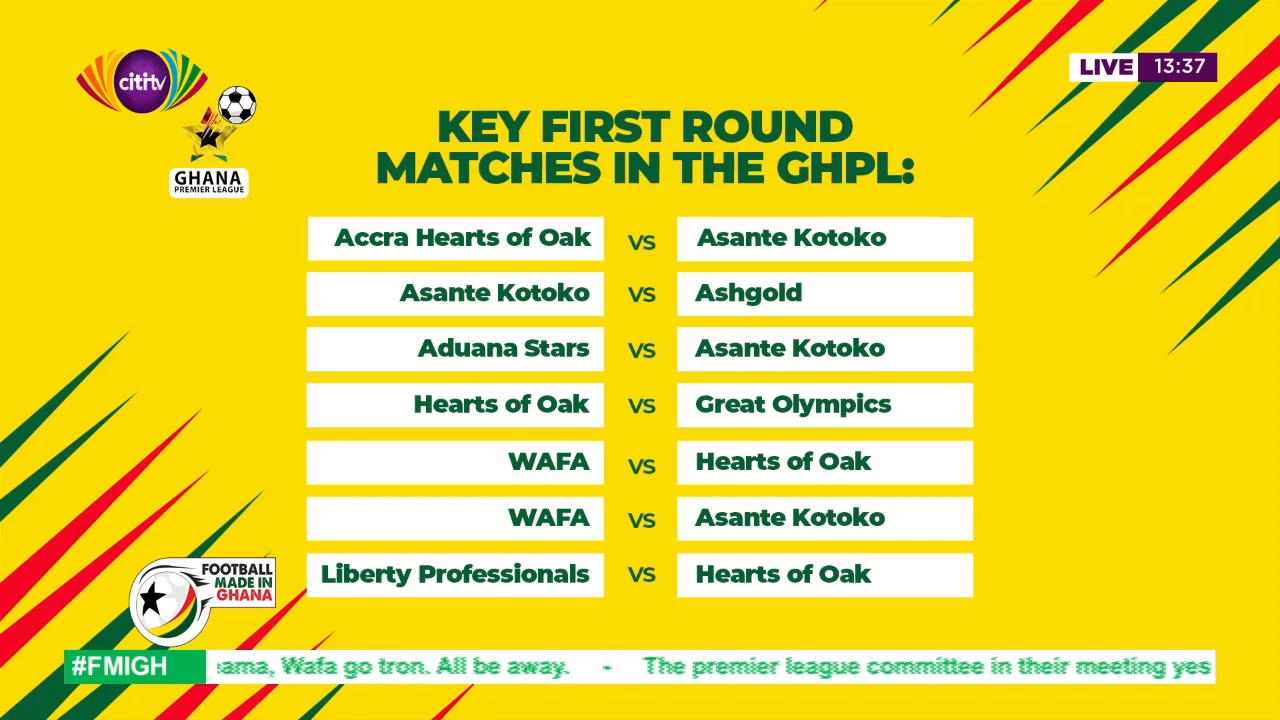 cititv
LIVE 13:37
GHANA
PREMIER LEAGUE
KEY FIRST ROUND
MATCHES IN THE GHPL:
Accra Hearts of Oak vs Asante Kotoko
Asante Kotoko vs Ashgold
Aduana Stars vs Asante Kotoko
Hearts of Oak vs Great Olympics
WAFA vs Hearts of Oak
WAFA vs Asante Kotoko
Liberty Professionals vs Hearts of Oak
FOOTBALL
MADE IN
GHANA
#FMIGH ama, Wafa go tron. All be away. - The premier league committee in their meeting yes